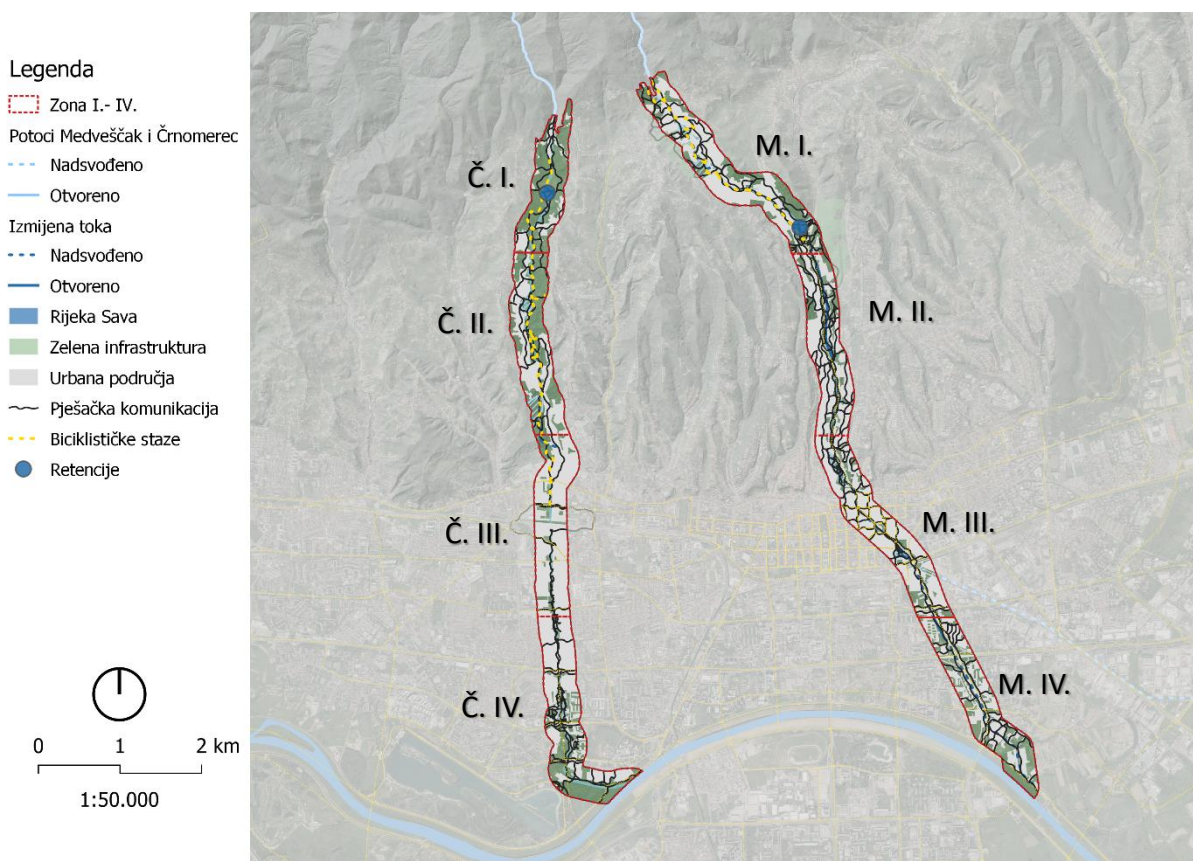 Legenda
Zona I.- IV.
Potoci Medveščak i Črnomerec
Nadsvođeno
Otvoreno
Izmijena toka
Nadsvođeno
Otvoreno
Rijeka Sava
Zelena infrastruktura
Urbana područja
Pješačka komunikacija
Biciklističke staze
Retencije
0 1 2 km
1:50.000
Č. I.
Č. II.
Č. III.
Č. IV.
M. I.
M. II.
M. III.
M. IV.